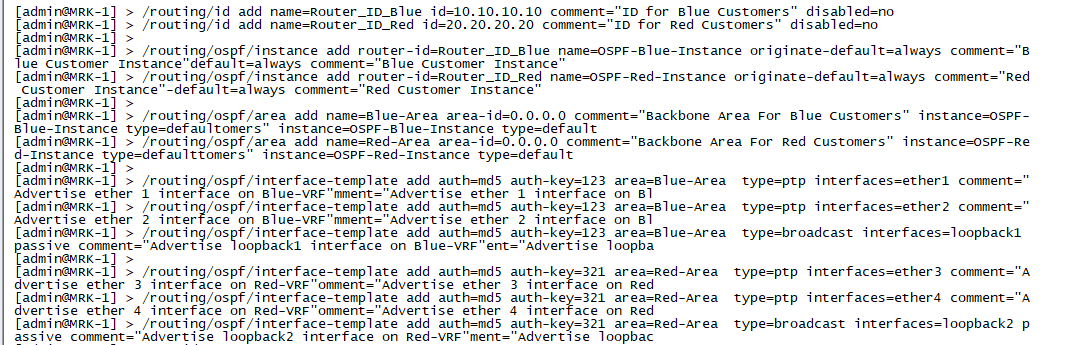 [admin@MRK-1] > /routing/id add name=Router_ID_Blue id=10.10.10.10 comment="ID for Blue Customers" disabled=no
[admin@MRK-1] > /routing/id add name=Router_ID_Red id=20.20.20.20 comment="ID for Red Customers" disabled=no
[admin@MRK-1] >
[admin@MRK-1] > /routing/ospf/instance add router-id=Router_ID_Blue name=OSPF-Blue-Instance originate-default=always comment="B
lue Customer Instance"default=always comment="Blue Customer Instance"
[admin@MRK-1] > /routing/ospf/instance add router-id=Router_ID_Red name=OSPF-Red-Instance originate-default=always comment="Red
 Customer Instance"-default=always comment="Red Customer Instance"
[admin@MRK-1] >
[admin@MRK-1] > /routing/ospf/area add name=Blue-Area area-id=0.0.0.0 comment="Backbone Area For Blue Customers" instance=OSPF-
Blue-Instance type=defaultomers" instance=OSPF-Blue-Instance type=default
[admin@MRK-1] > /routing/ospf/area add name=Red-Area area-id=0.0.0.0 comment="Backbone Area For Red Customers" instance=OSPF-Re
d-Instance type=defaulttomers" instance=OSPF-Red-Instance type=default
[admin@MRK-1] >
[admin@MRK-1] > /routing/ospf/interface-template add auth=md5 auth-key=123 area=Blue-Area  type=ptp interfaces=ether1 comment="
Advertise ether 1 interface on Blue-VRF"mment="Advertise ether 1 interface on Bl
[admin@MRK-1] > /routing/ospf/interface-template add auth=md5 auth-key=123 area=Blue-Area  type=ptp interfaces=ether2 comment="
Advertise ether 2 interface on Blue-VRF"mment="Advertise ether 2 interface on Bl
[admin@MRK-1] > /routing/ospf/interface-template add auth=md5 auth-key=123 area=Blue-Area  type=broadcast interfaces=loopback1
passive comment="Advertise loopback1 interface on Blue-VRF"ent="Advertise loopba
[admin@MRK-1] >
[admin@MRK-1] > /routing/ospf/interface-template add auth=md5 auth-key=321 area=Red-Area  type=ptp interfaces=ether3 comment="A
dvertise ether 3 interface on Red-VRF"omment="Advertise ether 3 interface on Red
[admin@MRK-1] > /routing/ospf/interface-template add auth=md5 auth-key=321 area=Red-Area  type=ptp interfaces=ether4 comment="A
dvertise ether 4 interface on Red-VRF"omment="Advertise ether 4 interface on Red
[admin@MRK-1] > /routing/ospf/interface-template add auth=md5 auth-key=321 area=Red-Area  type=broadcast interfaces=loopback2 p
assive comment="Advertise loopback2 interface on Red-VRF"ment="Advertise loopbac